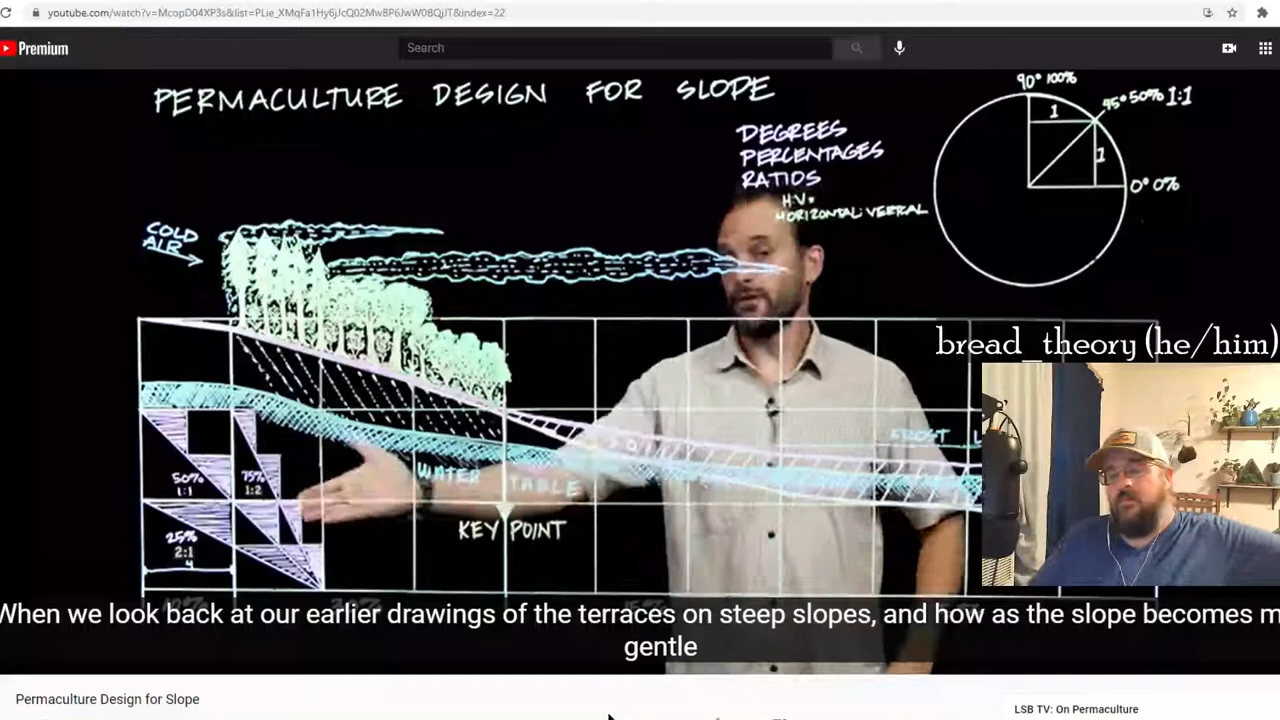 youtube.com/watch?v=McopD04XP3s&list=PLie_XMqFa1Hy6jJcQ02MwBP6JwW08QjJT&index=22
Premium
Search
PERMACULTURE DESIGN FOR SLOPE
90° 100%
45° 50% 1:1
1
1
0° 0%
DEGREES
PERCENTAGES
RATIOS
H:V=
HORIZONTAL:VERTICAL
COLD
AIR
bread_theory (he/him)
FROST
WATER TABLE
50%
1:1
75%
1:2
25%
2:1
4
KEY POINT
When we look back at our earlier drawings of the terraces on steep slopes, and how as the slope becomes m
gentle
Permaculture Design for Slope
LSB TV: On Permaculture